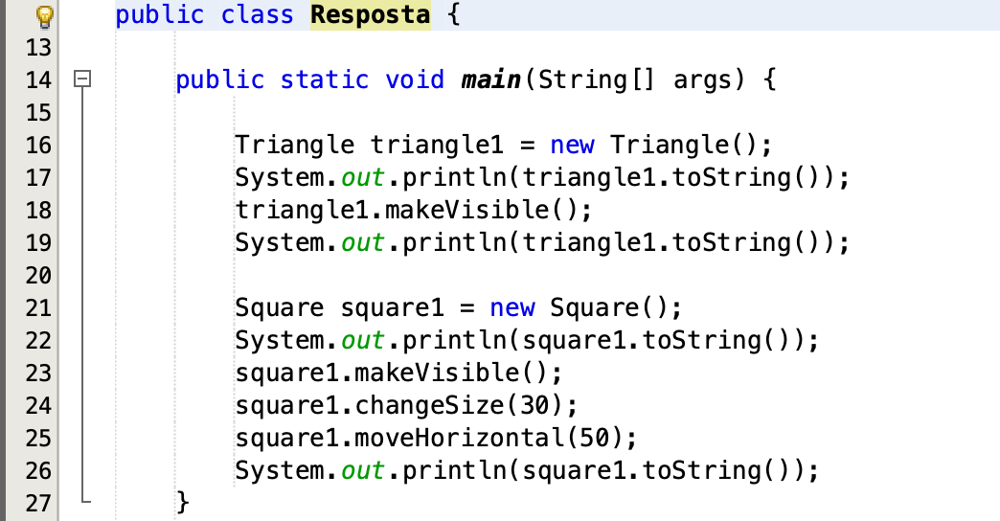 public class Resposta {
13
14 public static void main(String[] args) {
15
16 Triangle triangle1 = new Triangle();
17 System.out.println(triangle1.toString());
18 triangle1.makeVisible();
19 System.out.println(triangle1.toString());
20
21 Square square1 = new Square();
22 System.out.println(square1.toString());
23 square1.makeVisible();
24 square1.changeSize(30);
25 square1.moveHorizontal(50);
26 System.out.println(square1.toString());
27 }